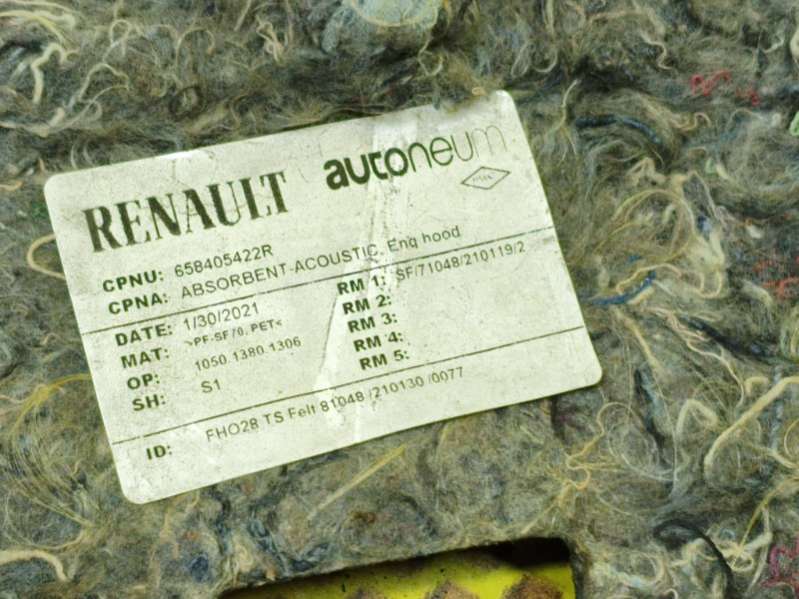 RENAULT autoneum
CPNU: 658405422R
CPNA: ABSORBENT-ACOUSTIC, Eng hood
DATE: 1/30/2021
MAT: >PF-SF/0, PET<
OP: 1050.1380.1306
SH: S1
RM 1: SF/71048/210119/2
RM 2:
RM 3:
RM 4:
RM 5:
ID: FHO28 TS Felt 81048 /210130 /0077